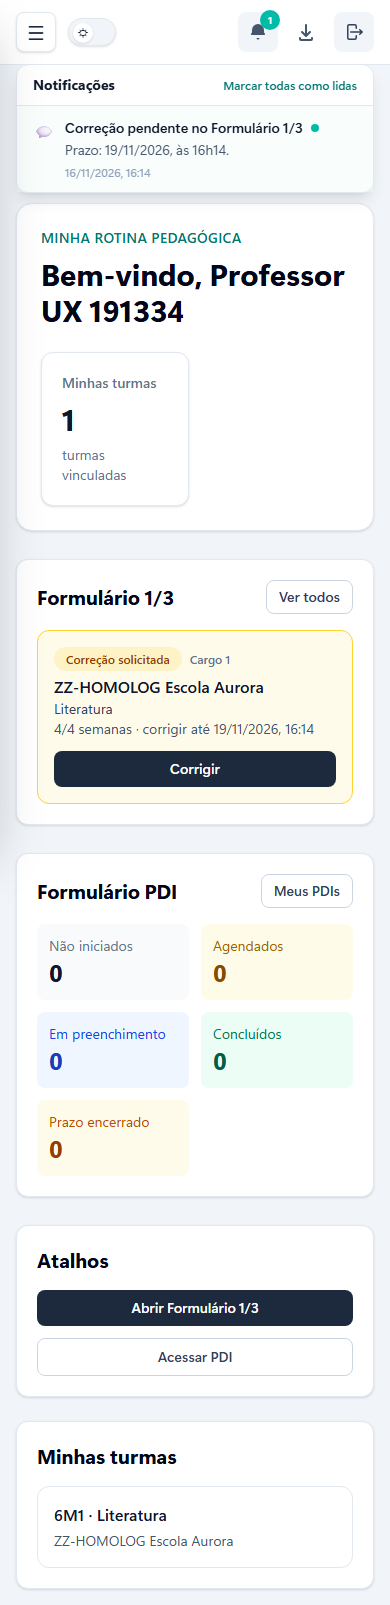 1
Notificações
Marcar todas como lidas
Correção pendente no Formulário 1/3
Prazo: 19/11/2026, às 16h14.
16/11/2026, 16:14
MINHA ROTINA PEDAGÓGICA
Bem-vindo, Professor
UX 191334
Minhas turmas
1
turmas
vinculadas
Formulário 1/3
Ver todos
Correção solicitada
Cargo 1
ZZ-HOMOLOG Escola Aurora
Literatura
4/4 semanas · corrigir até 19/11/2026, 16:14
Corrigir
Formulário PDI
Meus PDIs
Não iniciados
0
Agendados
0
Em preenchimento
0
Concluídos
0
Prazo encerrado
0
Atalhos
Abrir Formulário 1/3
Acessar PDI
Minhas turmas
6M1 · Literatura
ZZ-HOMOLOG Escola Aurora